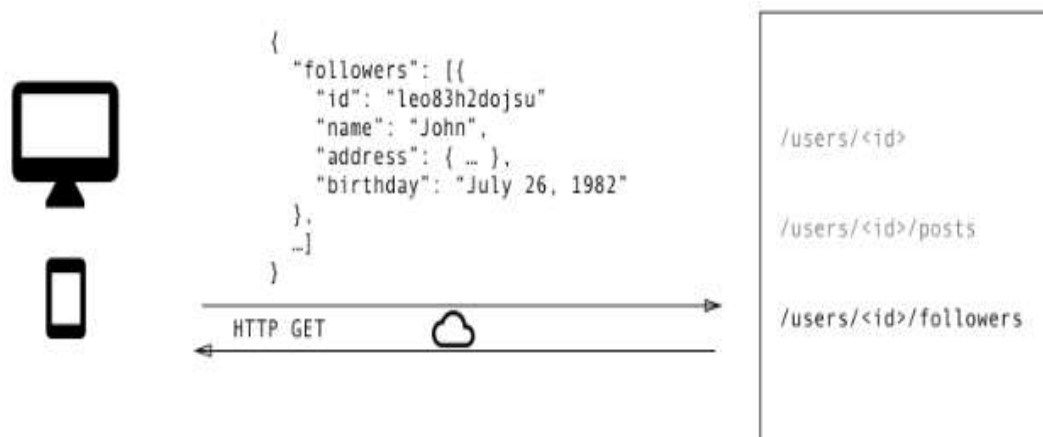 {
"followers": [{
"id": "leo83h2dojsu"
"name": "John",
"address": { … },
"birthday": "July 26, 1982"
},
…]
}
HTTP GET
/users/<id>
/users/<id>/posts
/users/<id>/followers